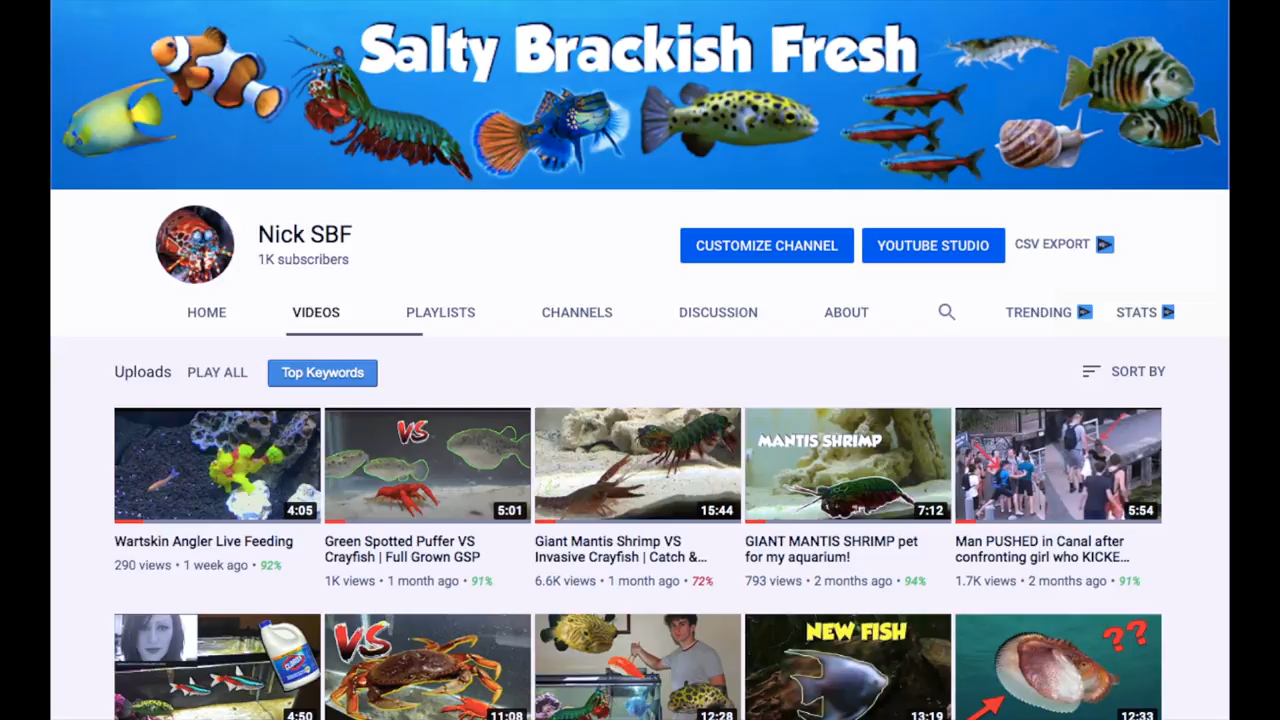 Salty Brackish Fresh
Nick SBF
1K subscribers
CUSTOMIZE CHANNEL
YOUTUBE STUDIO
CSV EXPORT
HOME
VIDEOS
PLAYLISTS
CHANNELS
DISCUSSION
ABOUT
TRENDING
STATS
Uploads
PLAY ALL
Top Keywords
SORT BY
4:05
Wartskin Angler Live Feeding
290 views • 1 week ago • 92%
VS
5:01
Green Spotted Puffer VS
Crayfish | Full Grown GSP
1K views • 1 month ago • 91%
15:44
Giant Mantis Shrimp VS
Invasive Crayfish | Catch &...
6.6K views • 1 month ago • 72%
MANTIS SHRIMP
7:12
GIANT MANTIS SHRIMP pet
for my aquarium!
793 views • 2 months ago • 94%
5:54
Man PUSHED in Canal after
confronting girl who KICKE...
1.7K views • 2 months ago • 91%
CLOROX
4:50
VS
11:08
12:28
NEW FISH
13:19
??
12:33